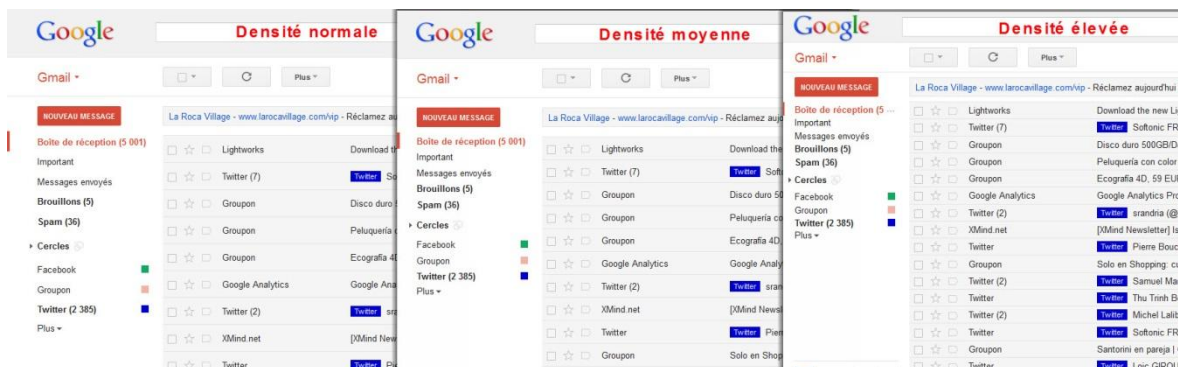 Google
Densité normale
Gmail
Plus
NOUVEAU MESSAGE
La Roca Village - www.larocavillage.com/vip - Réclamez au
Boîte de réception (5 001)
Important
Messages envoyés
Brouillons (5)
Spam (36)
Cercles
Facebook
Groupon
Twitter (2 385)
Plus
Lightworks Download th
Twitter (7) Twitter So
Groupon Disco duro
Groupon Peluquería
Groupon Ecografía 4D
Google Analytics Google Ana
Twitter (2) Twitter sra
XMind.net [XMind New
Twitter Twitter Pi
Google
Densité moyenne
Gmail
Plus
NOUVEAU MESSAGE
La Roca Village - www.larocavillage.com/vip - Réclamez aujo
Boîte de réception (5 001)
Important
Messages envoyés
Brouillons (5)
Spam (36)
Cercles
Facebook
Groupon
Twitter (2 385)
Plus
Lightworks Download the
Twitter (7) Twitter Soft
Groupon Disco duro 50
Groupon Peluquería co
Groupon Ecografía 4D,
Google Analytics Google Analy
Twitter (2) Twitter sran
XMind.net [XMind News
Twitter Twitter Pien
Groupon Solo en Shop
Google
Densité élevée
Gmail
Plus
NOUVEAU MESSAGE
La Roca Village - www.larocavillage.com/vip - Réclamez aujourd'hui
Boîte de réception (5 ...
Important
Messages envoyés
Brouillons (5)
Spam (36)
Cercles
Facebook
Groupon
Twitter (2 385)
Plus
Lightworks Download the new Li
Twitter (7) Twitter Softonic FR
Groupon Disco duro 500GB/D
Groupon Peluquería con color
Groupon Ecografía 4D, 59 EU
Google Analytics Google Analytics Pro
Twitter (2) Twitter srandria (@
XMind.net [XMind Newsletter] Is
Twitter Twitter Pierre Bouc
Groupon Solo en Shopping: cu
Twitter (2) Twitter Samuel Ma
Twitter Twitter Thu Trinh B
Twitter (2) Twitter Michel Lalib
Twitter Twitter Softonic FR
Groupon Santorini en pareja |
Twitter Twitter Loic GIROU